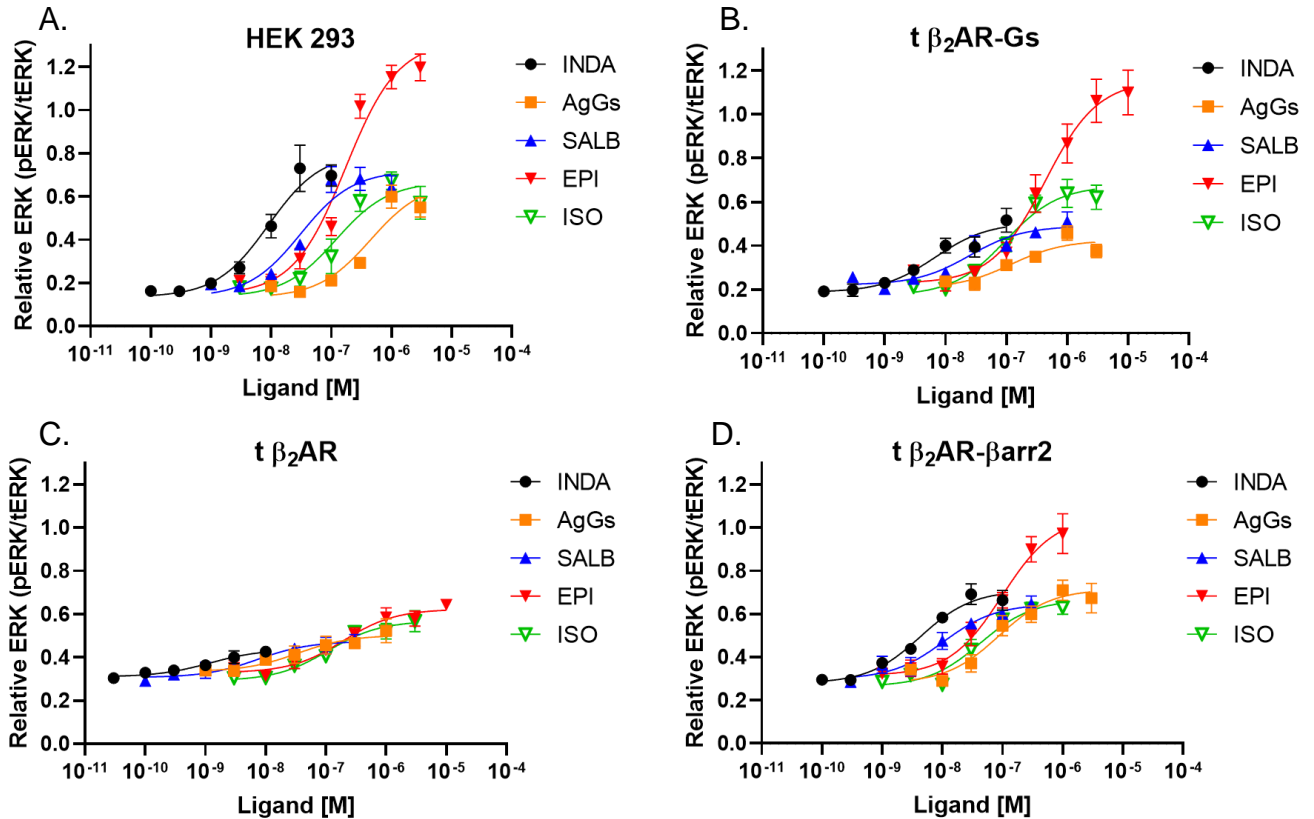 A.
HEK 293
Relative ERK (pERK/tERK)
1.2
1.0
0.8
0.6
0.4
0.2
0.0
10⁻¹¹ 10⁻¹⁰ 10⁻⁹ 10⁻⁸ 10⁻⁷ 10⁻⁶ 10⁻⁵ 10⁻⁴
Ligand [M]
INDA
AgGs
SALB
EPI
ISO
B.
t β₂AR-Gs
Relative ERK (pERK/tERK)
1.2
1.0
0.8
0.6
0.4
0.2
0.0
10⁻¹¹ 10⁻¹⁰ 10⁻⁹ 10⁻⁸ 10⁻⁷ 10⁻⁶ 10⁻⁵ 10⁻⁴
Ligand [M]
INDA
AgGs
SALB
EPI
ISO
C.
t β₂AR
Relative ERK (pERK/tERK)
1.2
1.0
0.8
0.6
0.4
0.2
0.0
10⁻¹¹ 10⁻¹⁰ 10⁻⁹ 10⁻⁸ 10⁻⁷ 10⁻⁶ 10⁻⁵ 10⁻⁴
Ligand [M]
INDA
AgGs
SALB
EPI
ISO
D.
t β₂AR-βarr2
Relative ERK (pERK/tERK)
1.2
1.0
0.8
0.6
0.4
0.2
0.0
10⁻¹¹ 10⁻¹⁰ 10⁻⁹ 10⁻⁸ 10⁻⁷ 10⁻⁶ 10⁻⁵ 10⁻⁴
Ligand [M]
INDA
AgGs
SALB
EPI
ISO